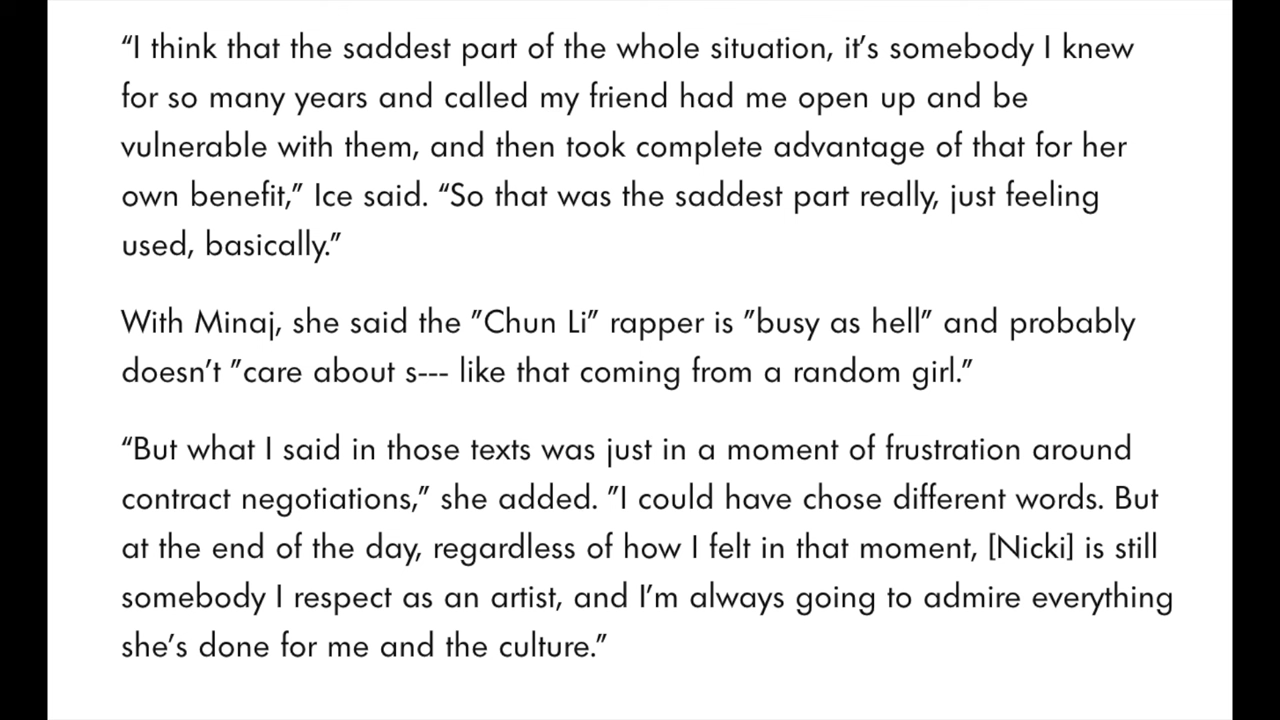 “I think that the saddest part of the whole situation, it’s somebody I knew
for so many years and called my friend had me open up and be
vulnerable with them, and then took complete advantage of that for her
own benefit,” Ice said. “So that was the saddest part really, just feeling
used, basically.”
With Minaj, she said the ”Chun Li” rapper is ”busy as hell” and probably
doesn’t ”care about s--- like that coming from a random girl.”
“But what I said in those texts was just in a moment of frustration around
contract negotiations,” she added. ”I could have chose different words. But
at the end of the day, regardless of how I felt in that moment, [Nicki] is still
somebody I respect as an artist, and I’m always going to admire everything
she’s done for me and the culture.”